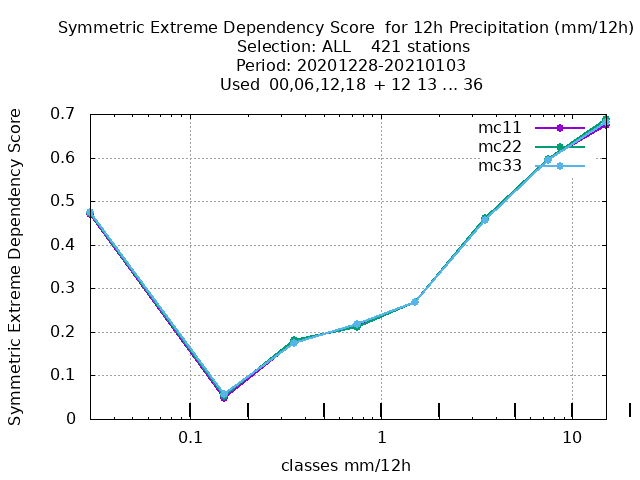 Symmetric Extreme Dependency Score  for 12h Precipitation (mm/12h)
Selection: ALL    421 stations
Period: 20201228-20210103
Used  00,06,12,18  + 12 13 ... 36
Symmetric Extreme Dependency Score
0.7
0.6
0.5
0.4
0.3
0.2
0.1
0
mc11
mc22
mc33
0.1
1
10
classes mm/12h